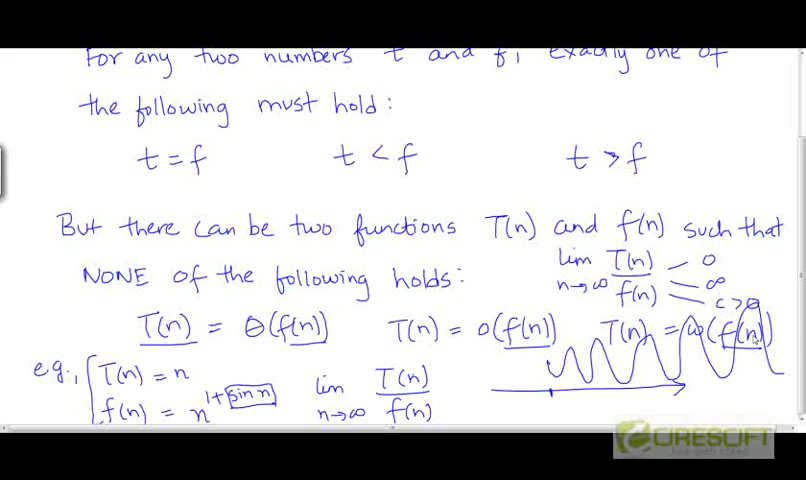 For any two numbers t and f, exactly one of
the following must hold:
t = f t < f t > f
But there can be two functions T(n) and f(n) such that
NONE of the following holds:
lim n→∞ T(n)/f(n) 0 ∞ c>0
T(n) = θ(f(n)) T(n) = o(f(n)) T(n) = ω(f(n))
e.g., T(n) = n
f(n) = n^1+sin n
lim n→∞ T(n)/f(n)